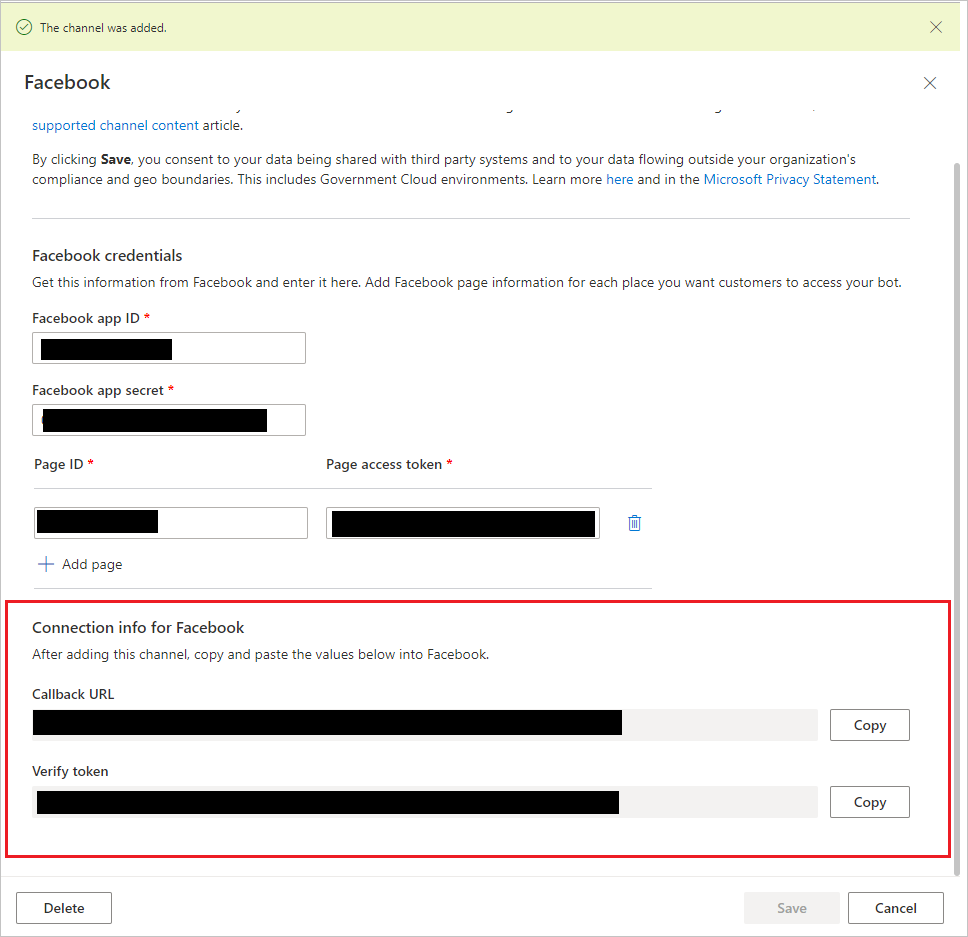 The channel was added.
Facebook
supported channel content article.
By clicking Save, you consent to your data being shared with third party systems and to your data flowing outside your organization's
compliance and geo boundaries. This includes Government Cloud environments. Learn more here and in the Microsoft Privacy Statement.
Facebook credentials
Get this information from Facebook and enter it here. Add Facebook page information for each place you want customers to access your bot.
Facebook app ID *
Facebook app secret *
Page ID * Page access token *
Add page
Connection info for Facebook
After adding this channel, copy and paste the values below into Facebook.
Callback URL
Copy
Verify token
Copy
Delete Save Cancel